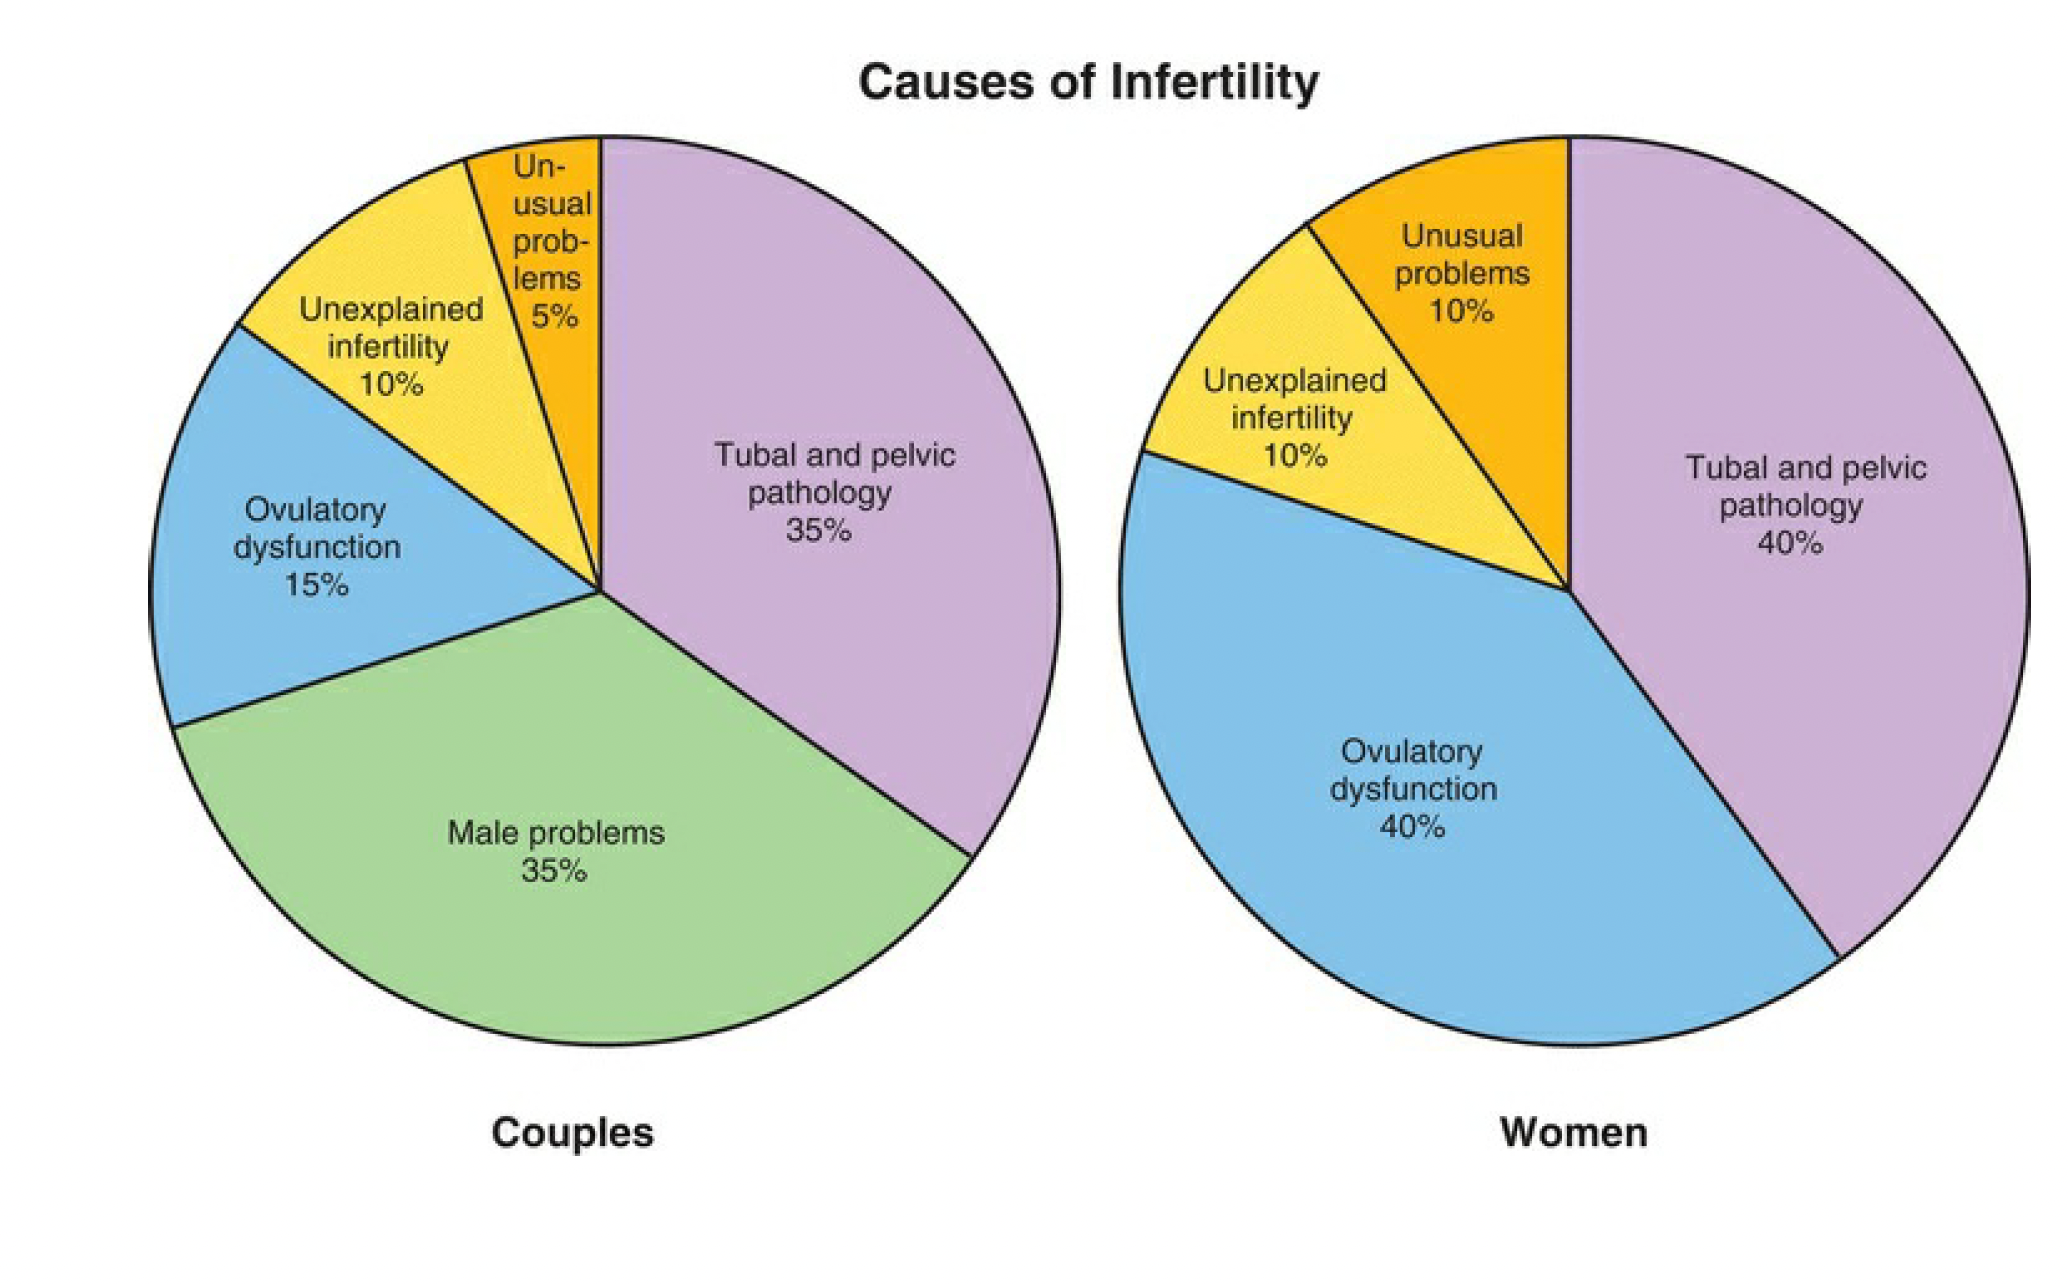 Causes of Infertility
Un-
usual
prob-
lems
5%
Unexplained
infertility
10%
Ovulatory
dysfunction
15%
Tubal and pelvic
pathology
35%
Male problems
35%
Couples
Unusual
problems
10%
Unexplained
infertility
10%
Tubal and pelvic
pathology
40%
Ovulatory
dysfunction
40%
Women